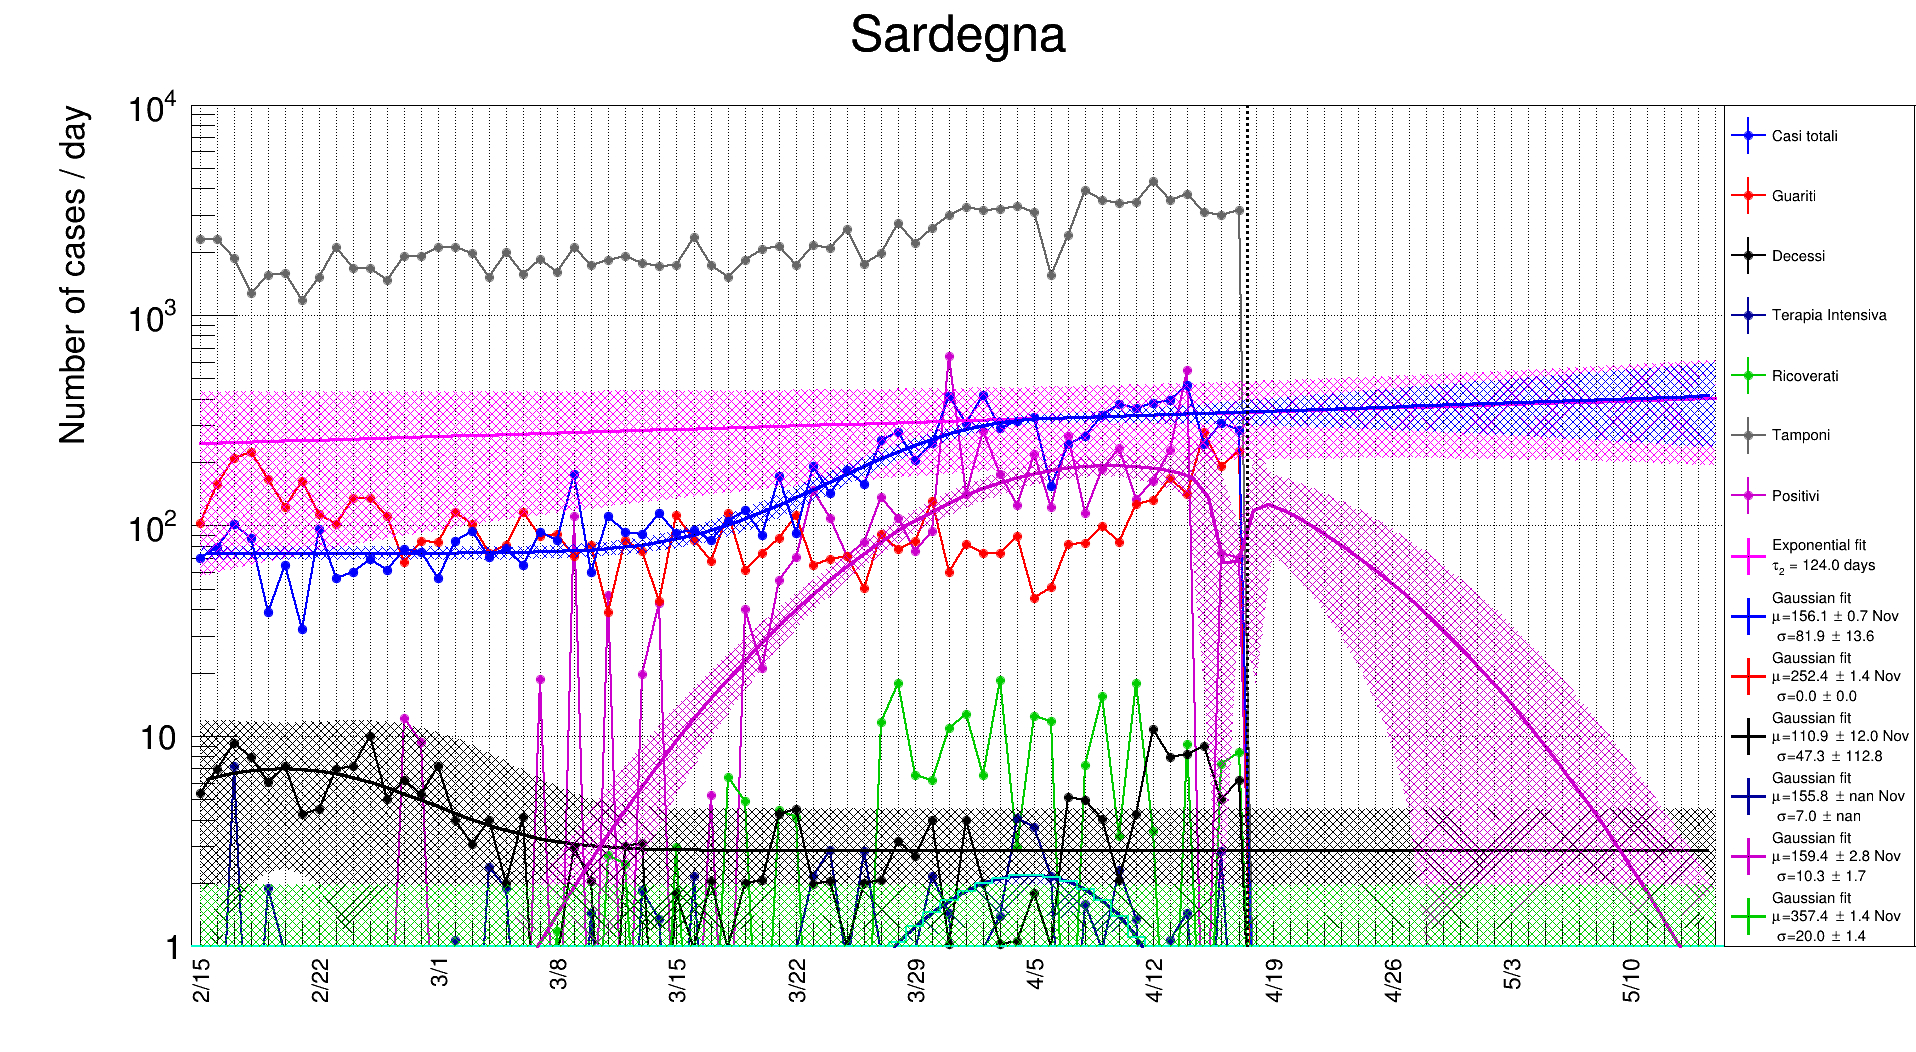 Sardegna
Number of cases / day
10^4
10^3
10^2
10
1
2/15
2/22
3/1
3/8
3/15
3/22
3/29
4/5
4/12
4/19
4/26
5/3
5/10
Casi totali
Guariti
Decessi
Terapia Intensiva
Ricoverati
Tamponi
Positivi
Exponential fit
τ₂ = 124.0 days
Gaussian fit
μ=156.1 ± 0.7 Nov
σ=81.9 ± 13.6
Gaussian fit
μ=252.4 ± 1.4 Nov
σ=0.0 ± 0.0
Gaussian fit
μ=110.9 ± 12.0 Nov
σ=47.3 ± 112.8
Gaussian fit
μ=155.8 ± nan Nov
σ=7.0 ± nan
Gaussian fit
μ=159.4 ± 2.8 Nov
σ=10.3 ± 1.7
Gaussian fit
μ=357.4 ± 1.4 Nov
σ=20.0 ± 1.4